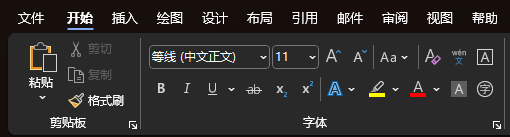 文件 开始 插入 绘图 设计 布局 引用 邮件 审阅 视图 帮助
粘贴 剪切 复制 格式刷
剪贴板
等线 (中文正文) 11 A A Aa A wén 文 A
B I U ab x₂ x² A A A 字
字体